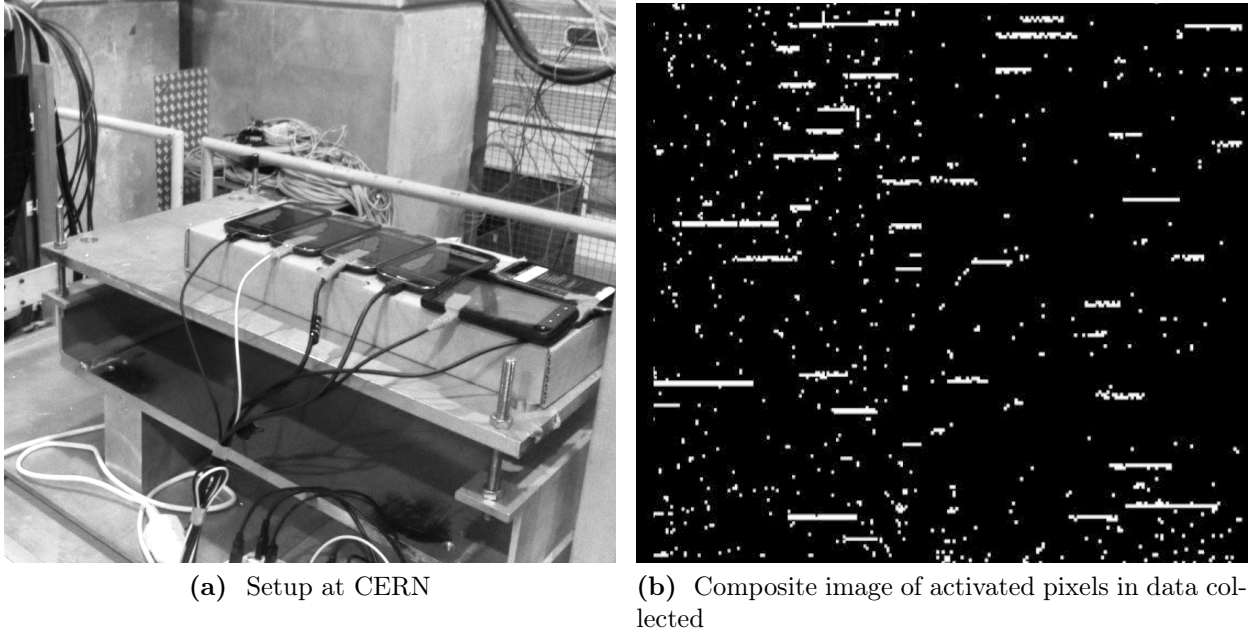 (a) Setup at CERN
(b) Composite image of activated pixels in data col-
lected